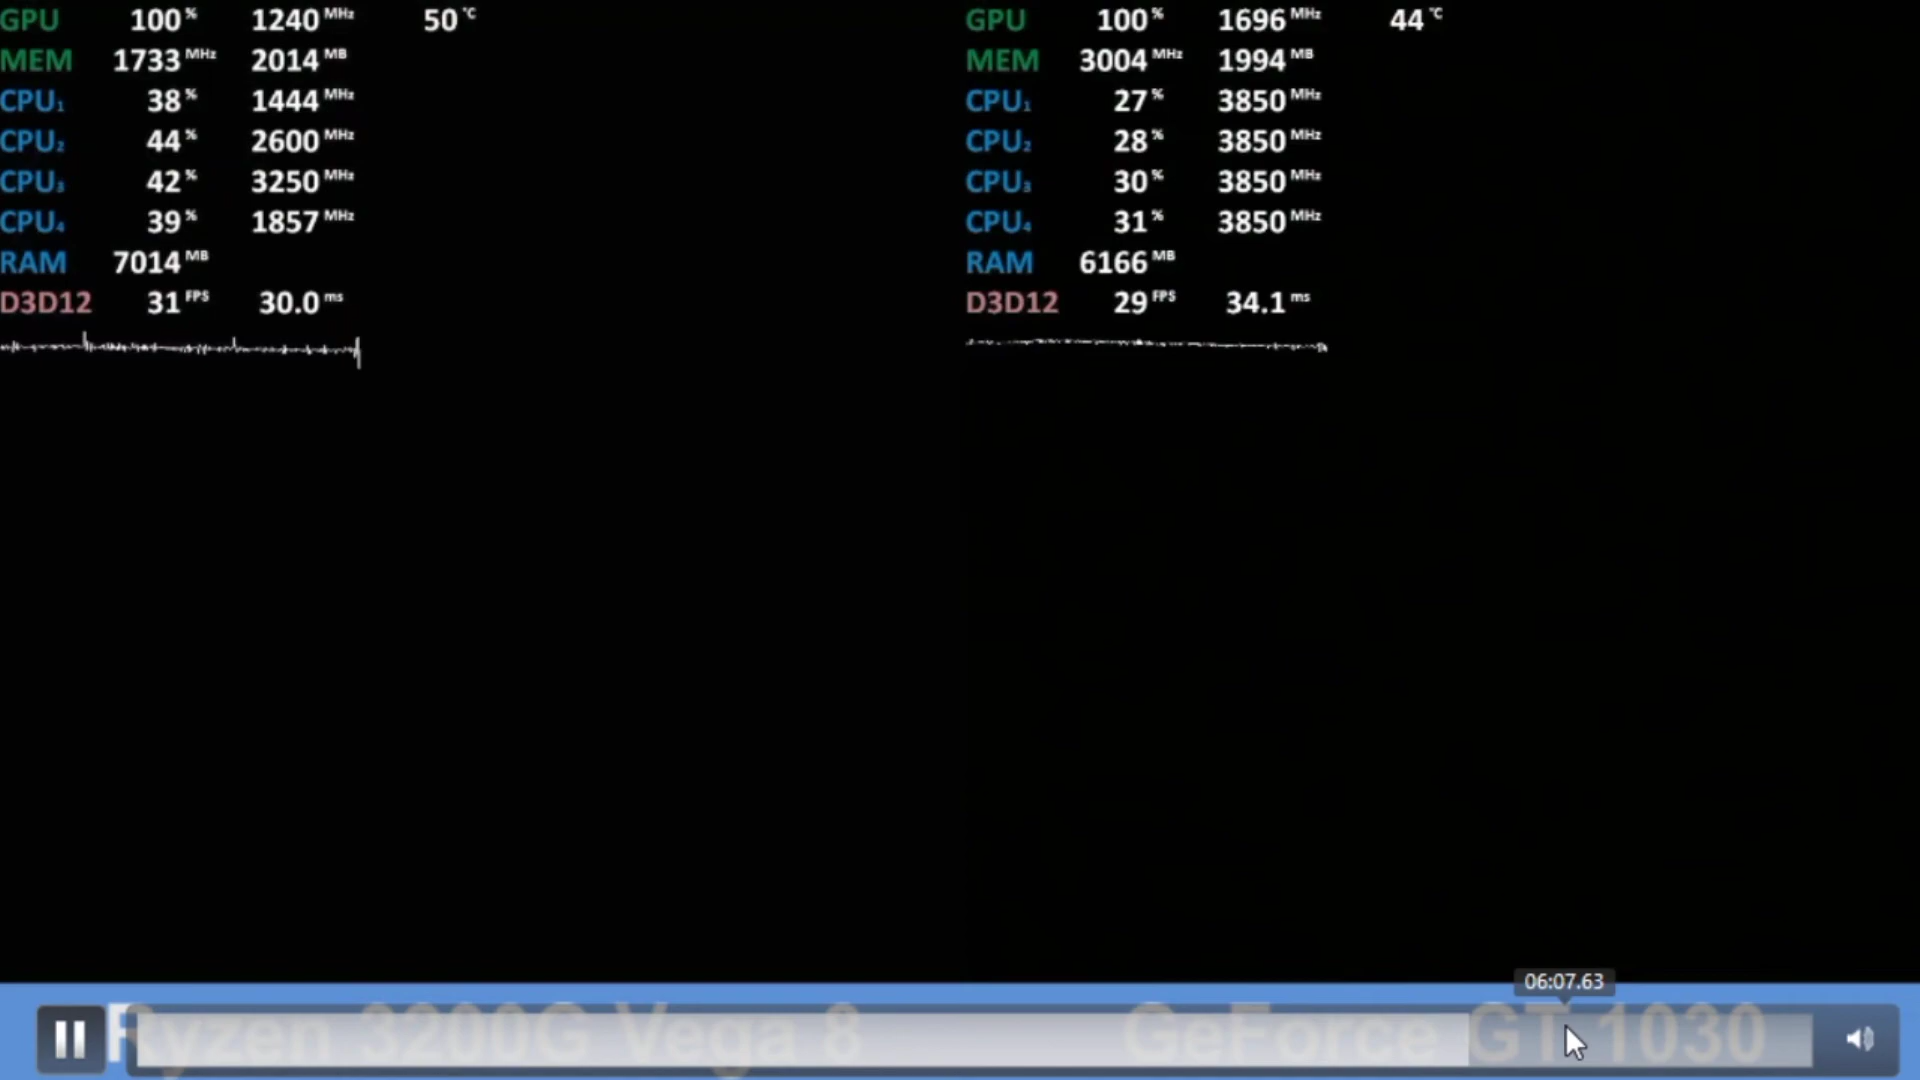 GPU 100 % 1240 MHz 50 °C
MEM 1733 MHz 2014 MB
CPU1 38 % 1444 MHz
CPU2 44 % 2600 MHz
CPU3 42 % 3250 MHz
CPU4 39 % 1857 MHz
RAM 7014 MB
D3D12 31 FPS 30.0 ms
GPU 100 % 1696 MHz 44 °C
MEM 3004 MHz 1994 MB
CPU1 27 % 3850 MHz
CPU2 28 % 3850 MHz
CPU3 30 % 3850 MHz
CPU4 31 % 3850 MHz
RAM 6166 MB
D3D12 29 FPS 34.1 ms
06:07.63
Ryzen 3200G Vega 8
GeForce GT 1030